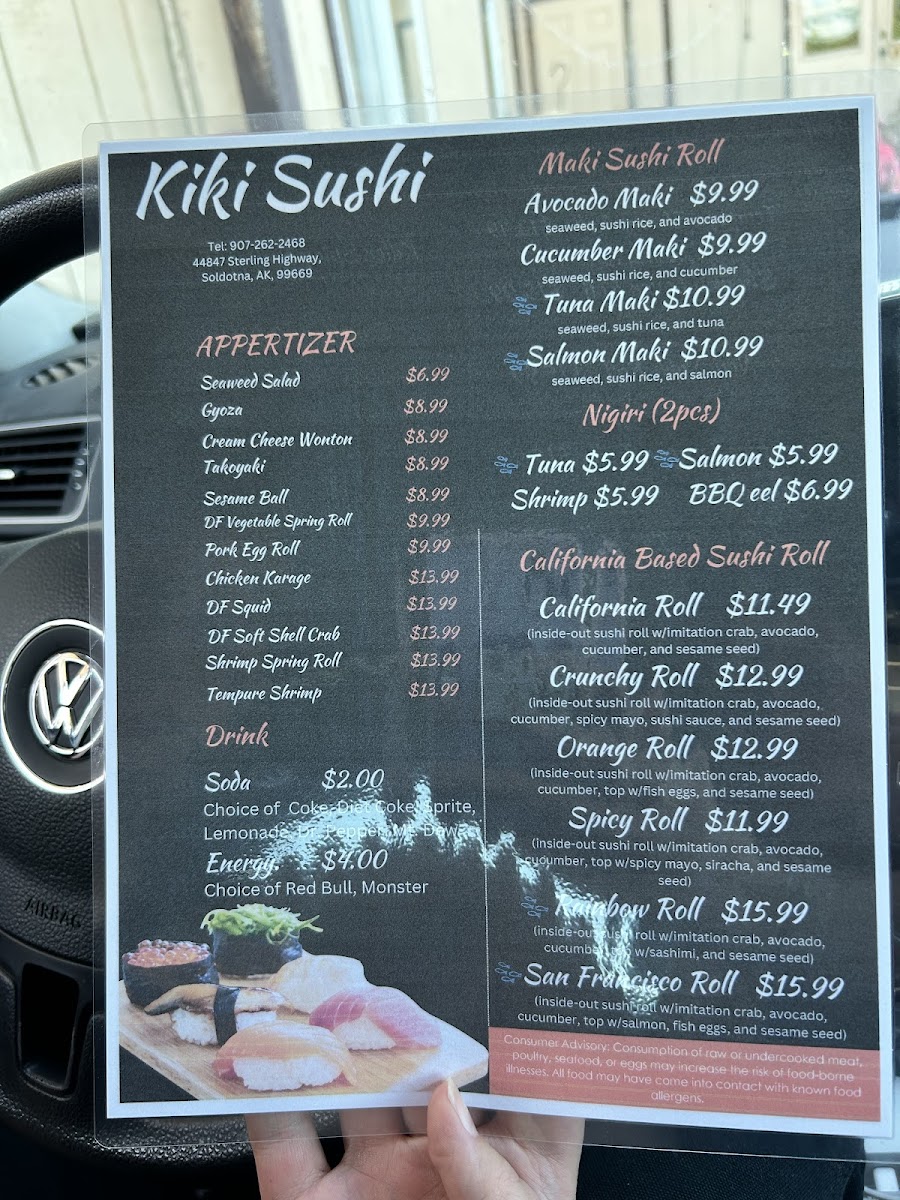 Kiki Sushi
Tel: 907-262-2468
44847 Sterling Highway,
Soldotna, AK, 99669
APPERTIZER
Seaweed Salad $6.99
Gyoza $8.99
Cream Cheese Wonton $8.99
Takoyaki $8.99
Sesame Ball $8.99
DF Vegetable Spring Roll $9.99
Pork Egg Roll $9.99
Chicken Karage $13.99
DF Squid $13.99
DF Soft Shell Crab $13.99
Shrimp Spring Roll $13.99
Tempure Shrimp $13.99
Drink
Soda $2.00
Choice of Coke, Diet Coke, Sprite,
Lemonade, Dr. Pepper, Mt. Dew
Energy $4.00
Choice of Red Bull, Monster
Maki Sushi Roll
Avocado Maki $9.99
seaweed, sushi rice, and avocado
Cucumber Maki $9.99
seaweed, sushi rice, and cucumber
Tuna Maki $10.99
seaweed, sushi rice, and tuna
Salmon Maki $10.99
seaweed, sushi rice, and salmon
Nigiri (2pcs)
Tuna $5.99 Salmon $5.99
Shrimp $5.99 BBQ eel $6.99
California Based Sushi Roll
California Roll $11.49
(inside-out sushi roll w/imitation crab, avocado,
cucumber, and sesame seed)
Crunchy Roll $12.99
(inside-out sushi roll w/imitation crab, avocado,
cucumber, spicy mayo, sushi sauce, and sesame seed)
Orange Roll $12.99
(inside-out sushi roll w/imitation crab, avocado,
cucumber, top w/fish eggs, and sesame seed)
Spicy Roll $11.99
(inside-out sushi roll w/imitation crab, avocado,
cucumber, top w/spicy mayo, siracha, and sesame
seed)
Rainbow Roll $15.99
(inside-out sushi roll w/imitation crab, avocado,
cucumber, top w/sashimi, and sesame seed)
San Francisco Roll $15.99
(inside-out sushi roll w/imitation crab, avocado,
cucumber, top w/salmon, fish eggs, and sesame seed)
Consumer Advisory: Consumption of raw or undercooked meat,
poultry, seafood, or eggs may increase the risk of food-borne
illnesses. All food may have come into contact with known food
allergens.
AIRBAG